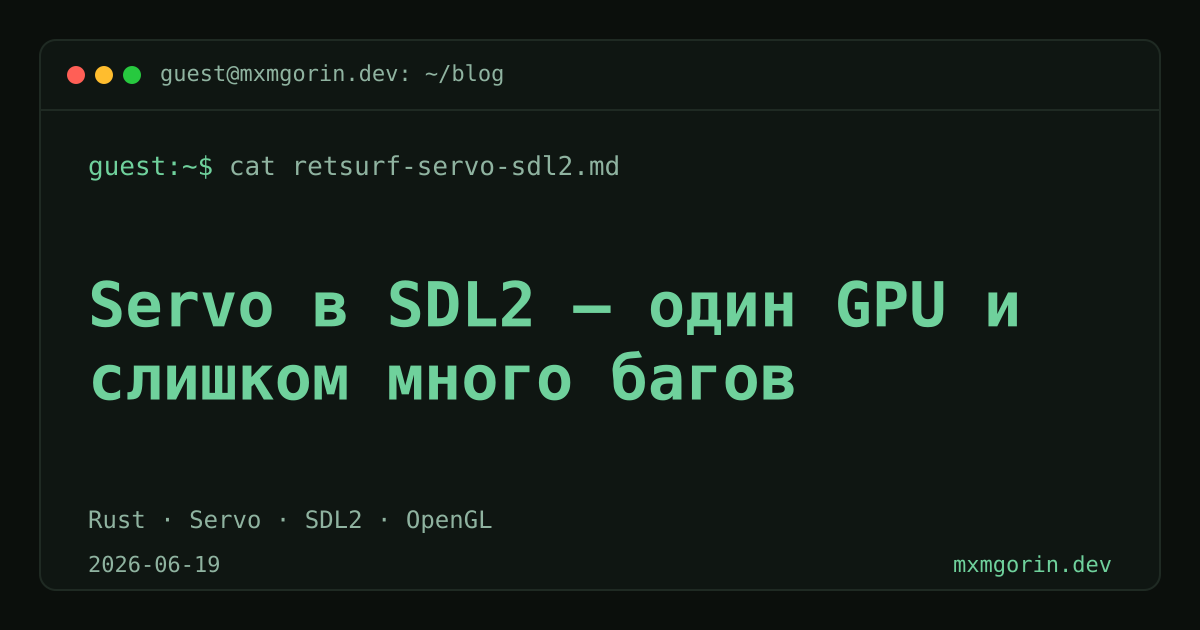 guest@mxmgorin.dev: ~/blog
guest:~$ cat retsurf-servo-sdl2.md
Servo в SDL2 — один GPU и
слишком много багов
Rust · Servo · SDL2 · OpenGL
2026-06-19
mxmgorin.dev